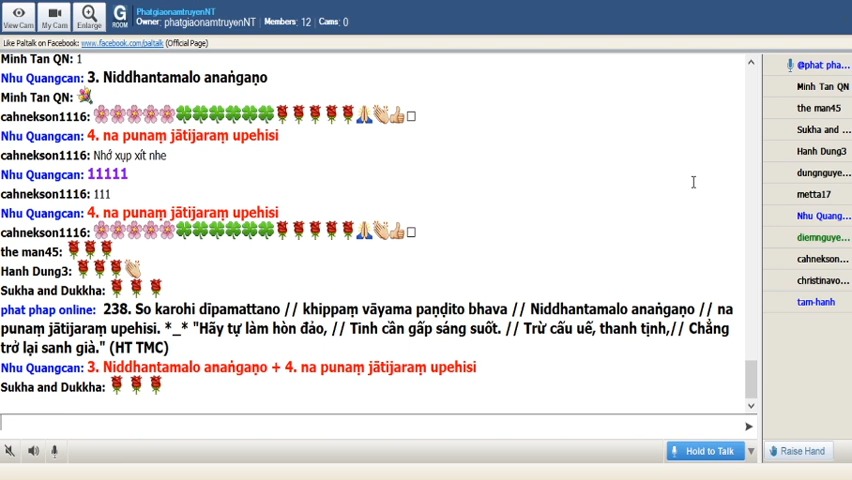 PhatgiaonamtruyenNT
Owner: phatgiaonamtruyenNT Members: 12 Cams: 0
View Cam My Cam Enlarge G ROOM
Like Paltalk on Facebook: www.facebook.com/paltalk (Official Page)
Minh Tan QN: 1
Nhu Quangcan: 3. Niddhantamalo anaṅgaṇo
Minh Tan QN:
cahnekson1116:
Nhu Quangcan: 4. na punaṃ jātijaraṃ upehisi
cahnekson1116: Nhớ xụp xít nhe
Nhu Quangcan: 11111
cahnekson1116: 111
Nhu Quangcan: 4. na punaṃ jātijaraṃ upehisi
cahnekson1116:
the man45:
Hanh Dung3:
Sukha and Dukkha:
phat phap online: 238. So karohi dīpamattano // khippaṃ vāyama paṇḍito bhava // Niddhantamalo anaṅgaṇo // na
punaṃ jātijaraṃ upehisi. *_* "Hãy tự làm hòn đảo, // Tinh cần gấp sáng suốt. // Trừ cấu uế, thanh tịnh,// Chẳng
trở lại sanh già." (HT TMC)
Nhu Quangcan: 3. Niddhantamalo anaṅgaṇo + 4. na punaṃ jātijaraṃ upehisi
Sukha and Dukkha:
@phat pha...
Minh Tan QN
the man45
Sukha and ...
Hanh Dung3
dungnguye...
metta17
Nhu Quang...
diemnguye...
cahnekson...
christinavo...
tam-hanh
Hold to Talk
Raise Hand